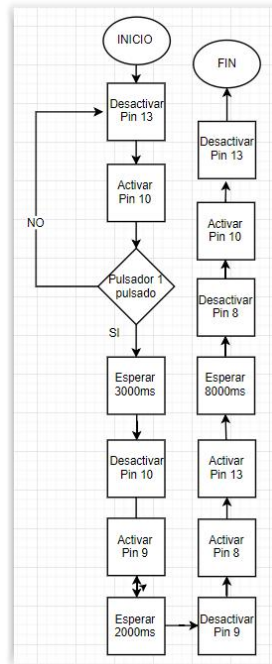 INICIO
Desactivar
Pin 13
Activar
Pin 10
NO
Pulsador 1
pulsado
SI
Esperar
3000ms
Desactivar
Pin 10
Activar
Pin 9
Esperar
2000ms
Desactivar
Pin 9
Activar
Pin 8
Activar
Pin 13
Esperar
8000ms
Desactivar
Pin 8
Activar
Pin 10
Desactivar
Pin 13
FIN